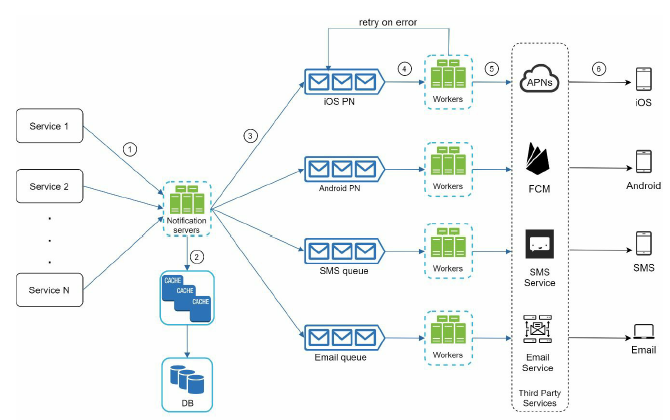 retry on error
1
2
3
4
5
6
Service 1
Service 2
.
.
.
Service N
Notification
servers
CACHE
CACHE
CACHE
DB
iOS PN
Android PN
SMS queue
Email queue
Workers
Workers
Workers
Workers
APNs
FCM
SMS
Service
Email
Service
Third Party
Services
iOS
Android
SMS
Email